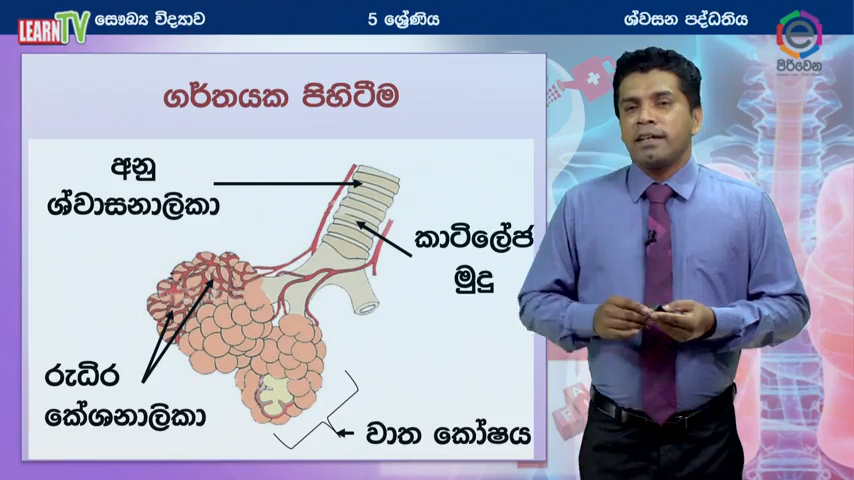 LEARN TV
සෞඛ්‍ය විද්‍යාව
5 ශ්‍රේණිය
ශ්වසන පද්ධතිය
e
පිරිවෙන
ගර්තයක පිහිටීම
අනු
ශ්වාසනාලිකා
කාටිලේජ
මුදු
රුධිර
කේශනාලිකා
වාත කෝෂය